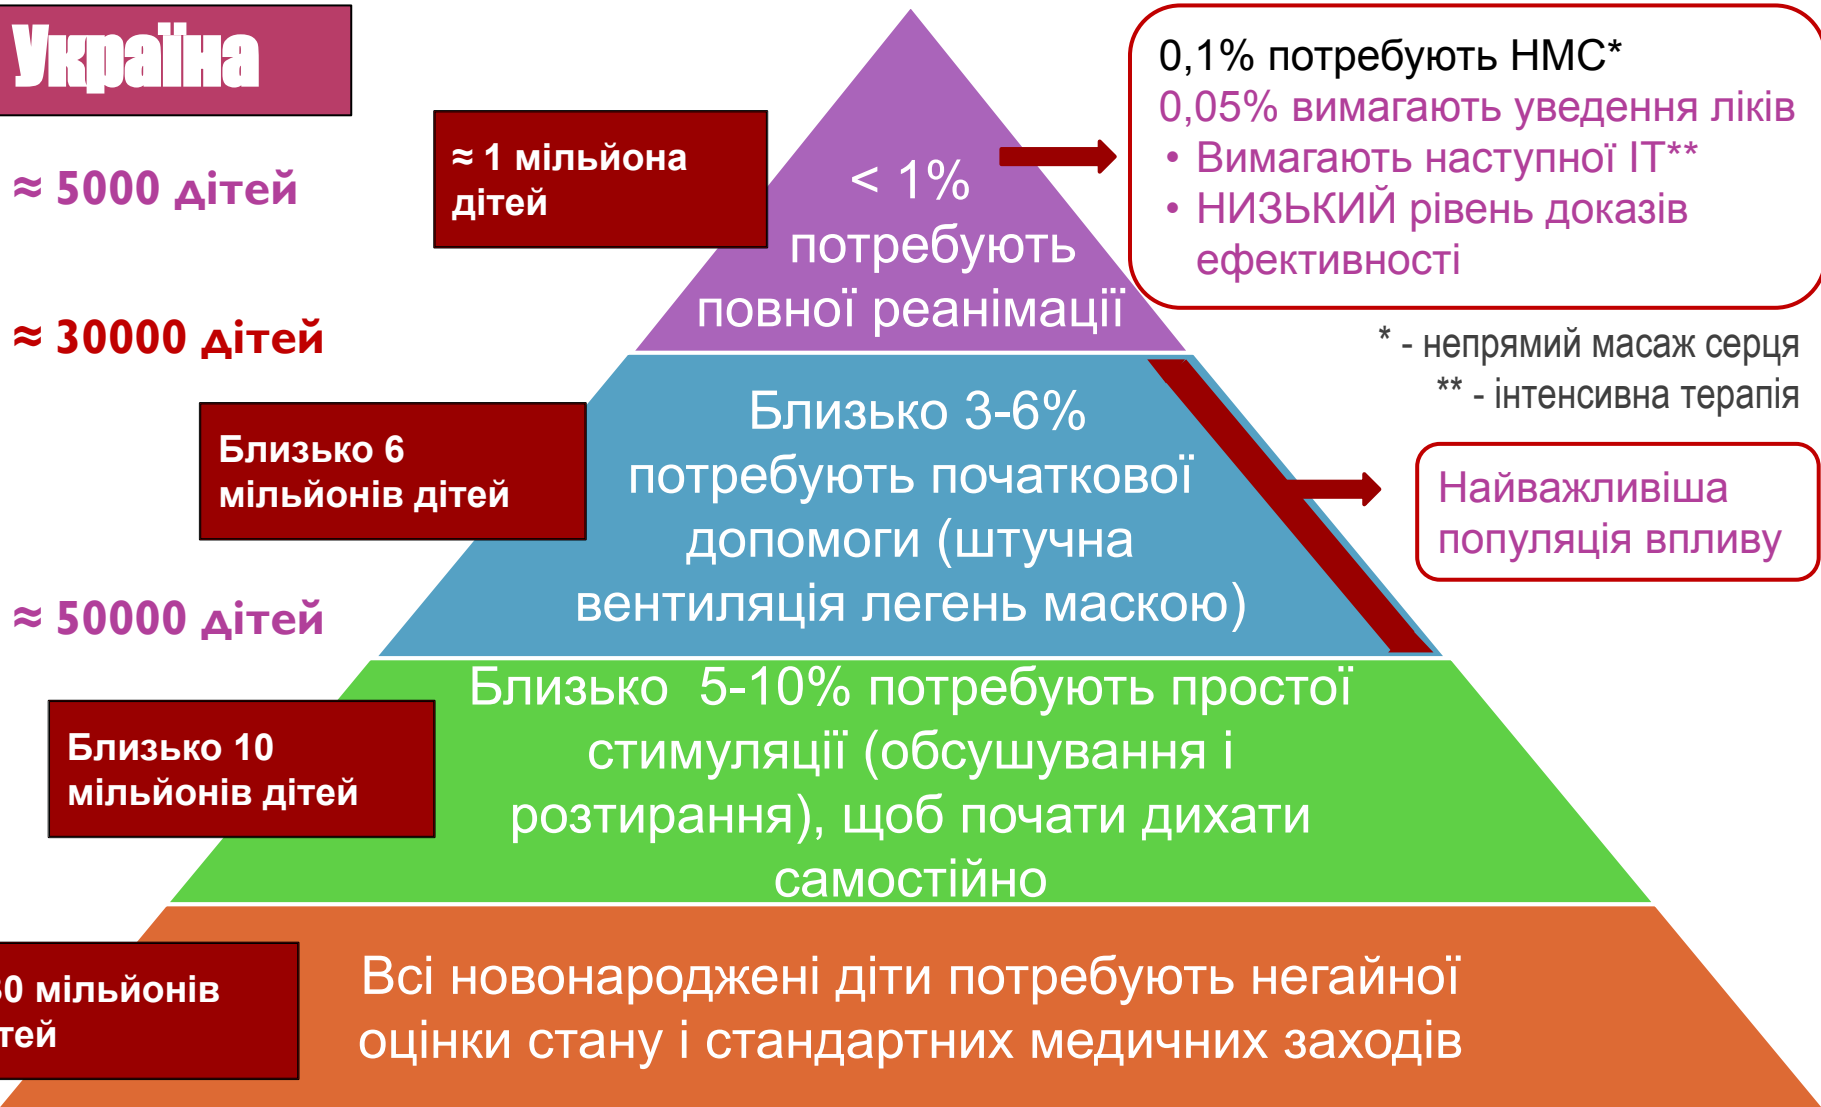 Україна
≈ 5000 дітей
≈ 1 мільйона
дітей
< 1%
потребують
повної реанімації
0,1% потребують НМС*
0,05% вимагають уведення ліків
• Вимагають наступної ІТ**
• НИЗЬКИЙ рівень доказів
ефективності
* - непрямий масаж серця
** - інтенсивна терапія
≈ 30000 дітей
Близько 6
мільйонів дітей
Близько 3-6%
потребують початкової
допомоги (штучна
вентиляція легень маскою)
Найважливіша
популяція впливу
≈ 50000 дітей
Близько 10
мільйонів дітей
Близько 5-10% потребують простої
стимуляції (обсушування і
розтирання), щоб почати дихати
самостійно
мільйонів
Всі новонароджені діти потребують негайної
оцінки стану і стандартних медичних заходів